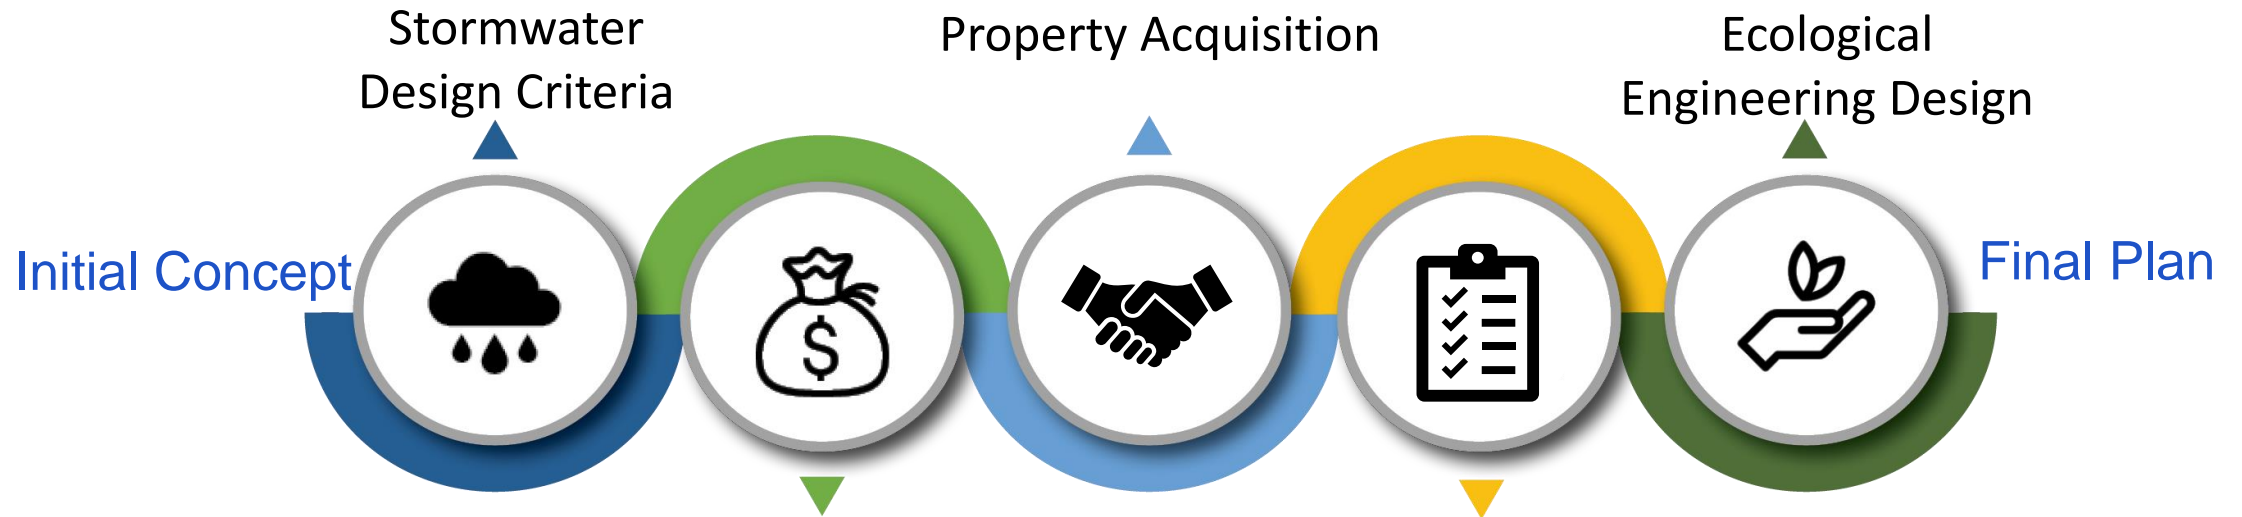 Stormwater
Design Criteria
Property Acquisition
Ecological
Engineering Design
Initial Concept
$
Final Plan